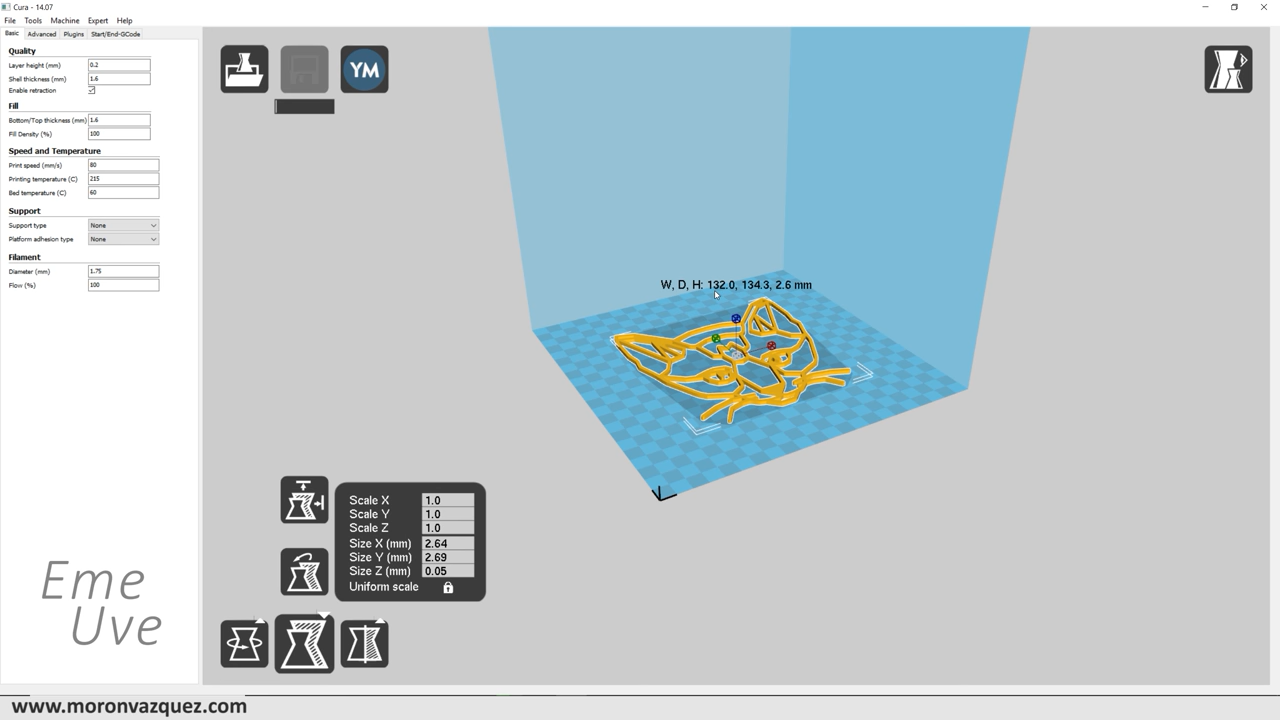 Cura - 14.07
File Tools Machine Expert Help
Basic Advanced Plugins Start/End-GCode
Quality
Layer height (mm) 0.2
Shell thickness (mm) 1.6
Enable retraction
Fill
Bottom/Top thickness (mm) 1.6
Fill Density (%) 100
Speed and Temperature
Print speed (mm/s) 80
Printing temperature (C) 215
Bed temperature (C) 60
Support
Support type None
Platform adhesion type None
Filament
Diameter (mm) 1.75
Flow (%) 100
YM
W, D, H: 132.0, 134.3, 2.6 mm
Scale X 1.0
Scale Y 1.0
Scale Z 1.0
Size X (mm) 2.64
Size Y (mm) 2.69
Size Z (mm) 0.05
Uniform scale
Eme
Uve
www.moronvazquez.com